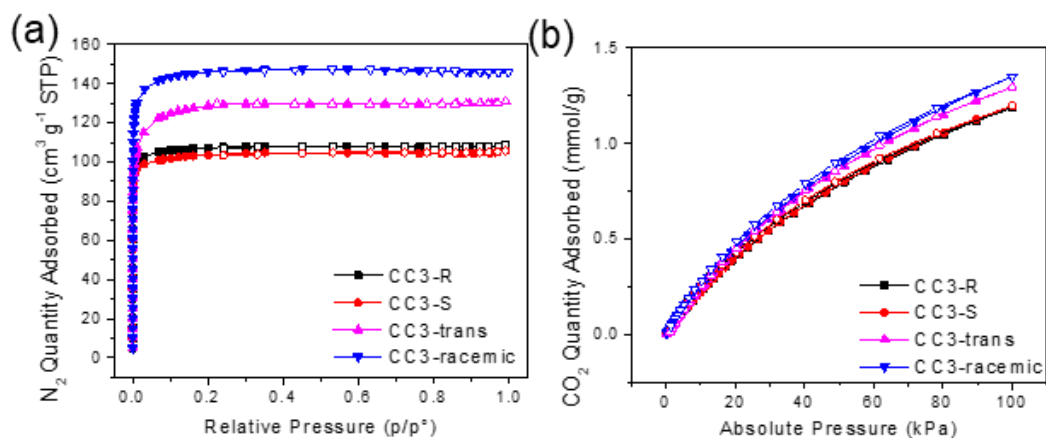 (a)
160
140
120
100
80
60
40
20
0
N₂ Quantity Adsorbed (cm³ g⁻¹ STP)
CC3-R
CC3-S
CC3-trans
CC3-racemic
0.0 0.2 0.4 0.6 0.8 1.0
Relative Pressure (p/p°)
(b)
1.5
1.0
0.5
0.0
CO₂ Quantity Adsorbed (mmol/g)
CC3-R
CC3-S
CC3-trans
CC3-racemic
0 20 40 60 80 100
Absolute Pressure (kPa)